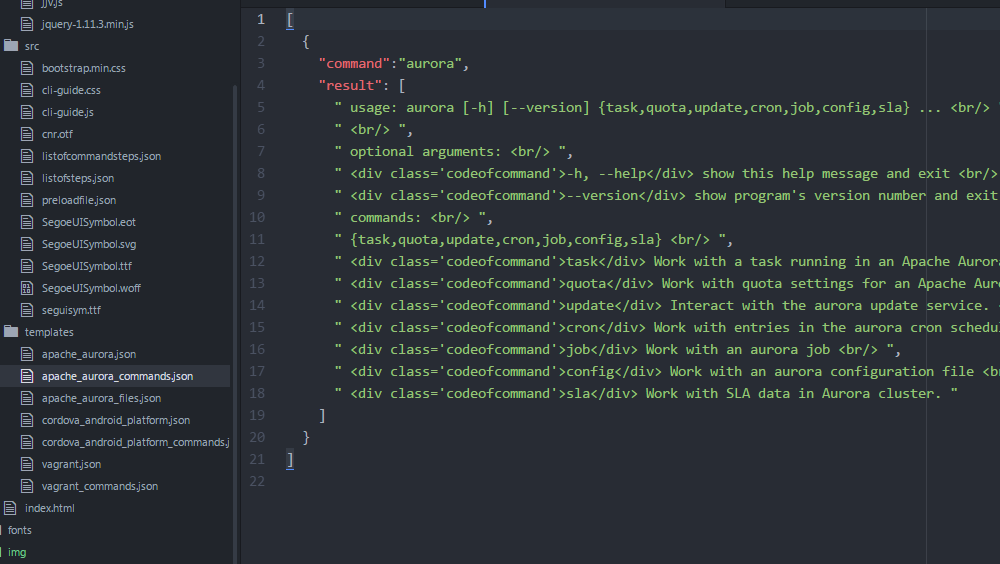 jjv.js
jquery-1.11.3.min.js
src
bootstrap.min.css
cli-guide.css
cli-guide.js
cnr.otf
listofcommandsteps.json
listofsteps.json
preloadfile.json
SegoeUISymbol.eot
SegoeUISymbol.svg
SegoeUISymbol.ttf
SegoeUISymbol.woff
seguisym.ttf
templates
apache_aurora.json
apache_aurora_commands.json
apache_aurora_files.json
cordova_android_platform.json
cordova_android_platform_commands.j
vagrant.json
vagrant_commands.json
index.html
fonts
img
1 [
2 {
3 "command":"aurora",
4 "result": [
5 " usage: aurora [-h] [--version] {task,quota,update,cron,job,config,sla} ... <br/> "
6 " <br/> ",
7 " optional arguments: <br/> ",
8 " <div class='codeofcommand'>-h, --help</div> show this help message and exit <br/>
9 " <div class='codeofcommand'>--version</div> show program's version number and exit
10 " commands: <br/> ",
11 " {task,quota,update,cron,job,config,sla} <br/> ",
12 " <div class='codeofcommand'>task</div> Work with a task running in an Apache Aurora
13 " <div class='codeofcommand'>quota</div> Work with quota settings for an Apache Aur
14 " <div class='codeofcommand'>update</div> Interact with the aurora update service. <
15 " <div class='codeofcommand'>cron</div> Work with entries in the aurora cron schedu
16 " <div class='codeofcommand'>job</div> Work with an aurora job <br/> ",
17 " <div class='codeofcommand'>config</div> Work with an aurora configuration file <b
18 " <div class='codeofcommand'>sla</div> Work with SLA data in Aurora cluster. "
19 ]
20 }
21 ]
22